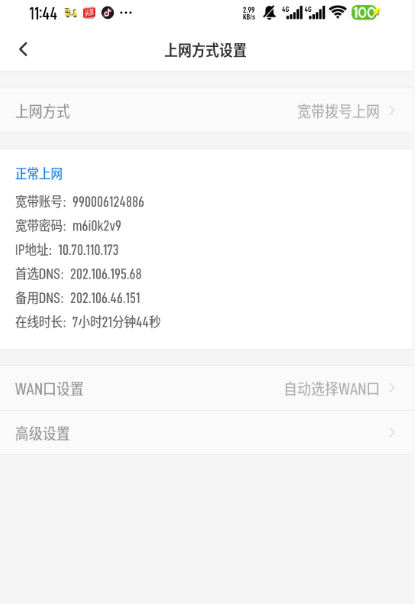 11:44
2.99 KB/s 4G 4G 100
上网方式设置
上网方式 宽带拨号上网
正常上网
宽带账号: 990006124886
宽带密码: m6i0k2v9
IP地址: 10.70.110.173
首选DNS: 202.106.195.68
备用DNS: 202.106.46.151
在线时长: 7小时21分钟44秒
WAN口设置 自动选择WAN口
高级设置